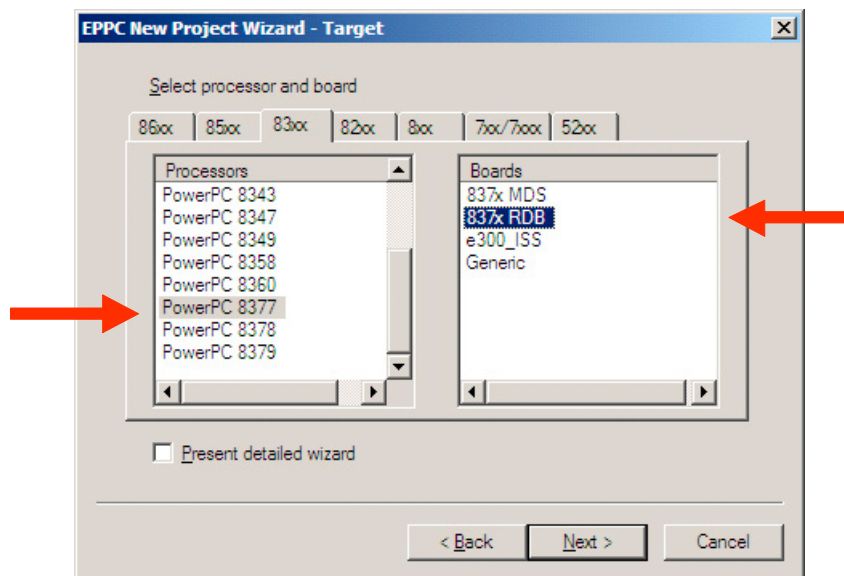 EPPC New Project Wizard - Target
Select processor and board
86xx 85xx 83xx 82xx 8xx 7xx/7xxx 52xx
Processors
PowerPC 8343
PowerPC 8347
PowerPC 8349
PowerPC 8358
PowerPC 8360
PowerPC 8377
PowerPC 8378
PowerPC 8379
Boards
837x MDS
837x RDB
e300_ISS
Generic
Present detailed wizard
< Back Next > Cancel